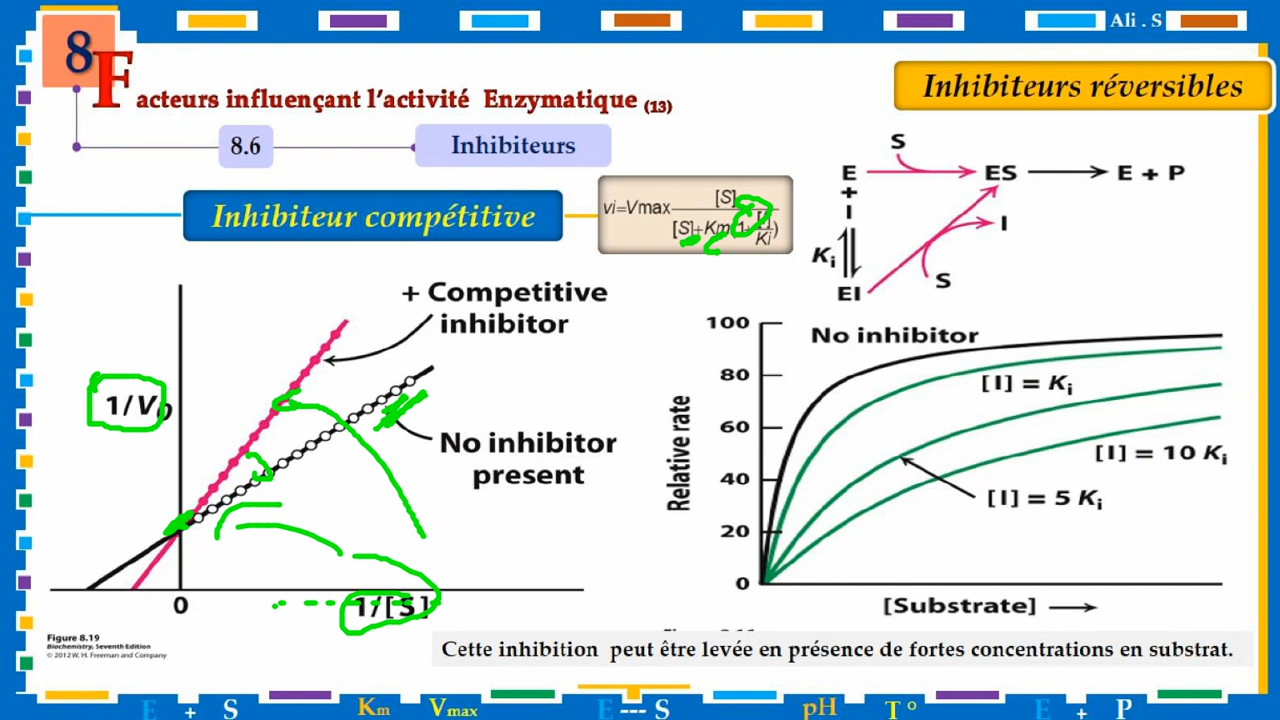 Ali . S
8
Facteurs influençant l’activité Enzymatique (13)
Inhibiteurs réversibles
8.6
Inhibiteurs
Inhibiteur compétitive
vi=Vmax [S] / [S]+Km(1+[I]/Ki)
S
E
ES
E + P
+
I
I
Ki
S
EI
+ Competitive
inhibitor
1/V0
No inhibitor
present
0
1/[S]
100
80
60
40
20
0
Relative rate
No inhibitor
[I] = Ki
[I] = 10 Ki
[I] = 5 Ki
[Substrate]
Figure 8.19
Biochemistry, Seventh Edition
© 2012 W. H. Freeman and Company
Cette inhibition peut être levée en présence de fortes concentrations en substrat.
E + S Km Vmax E --- S pH T° E + P